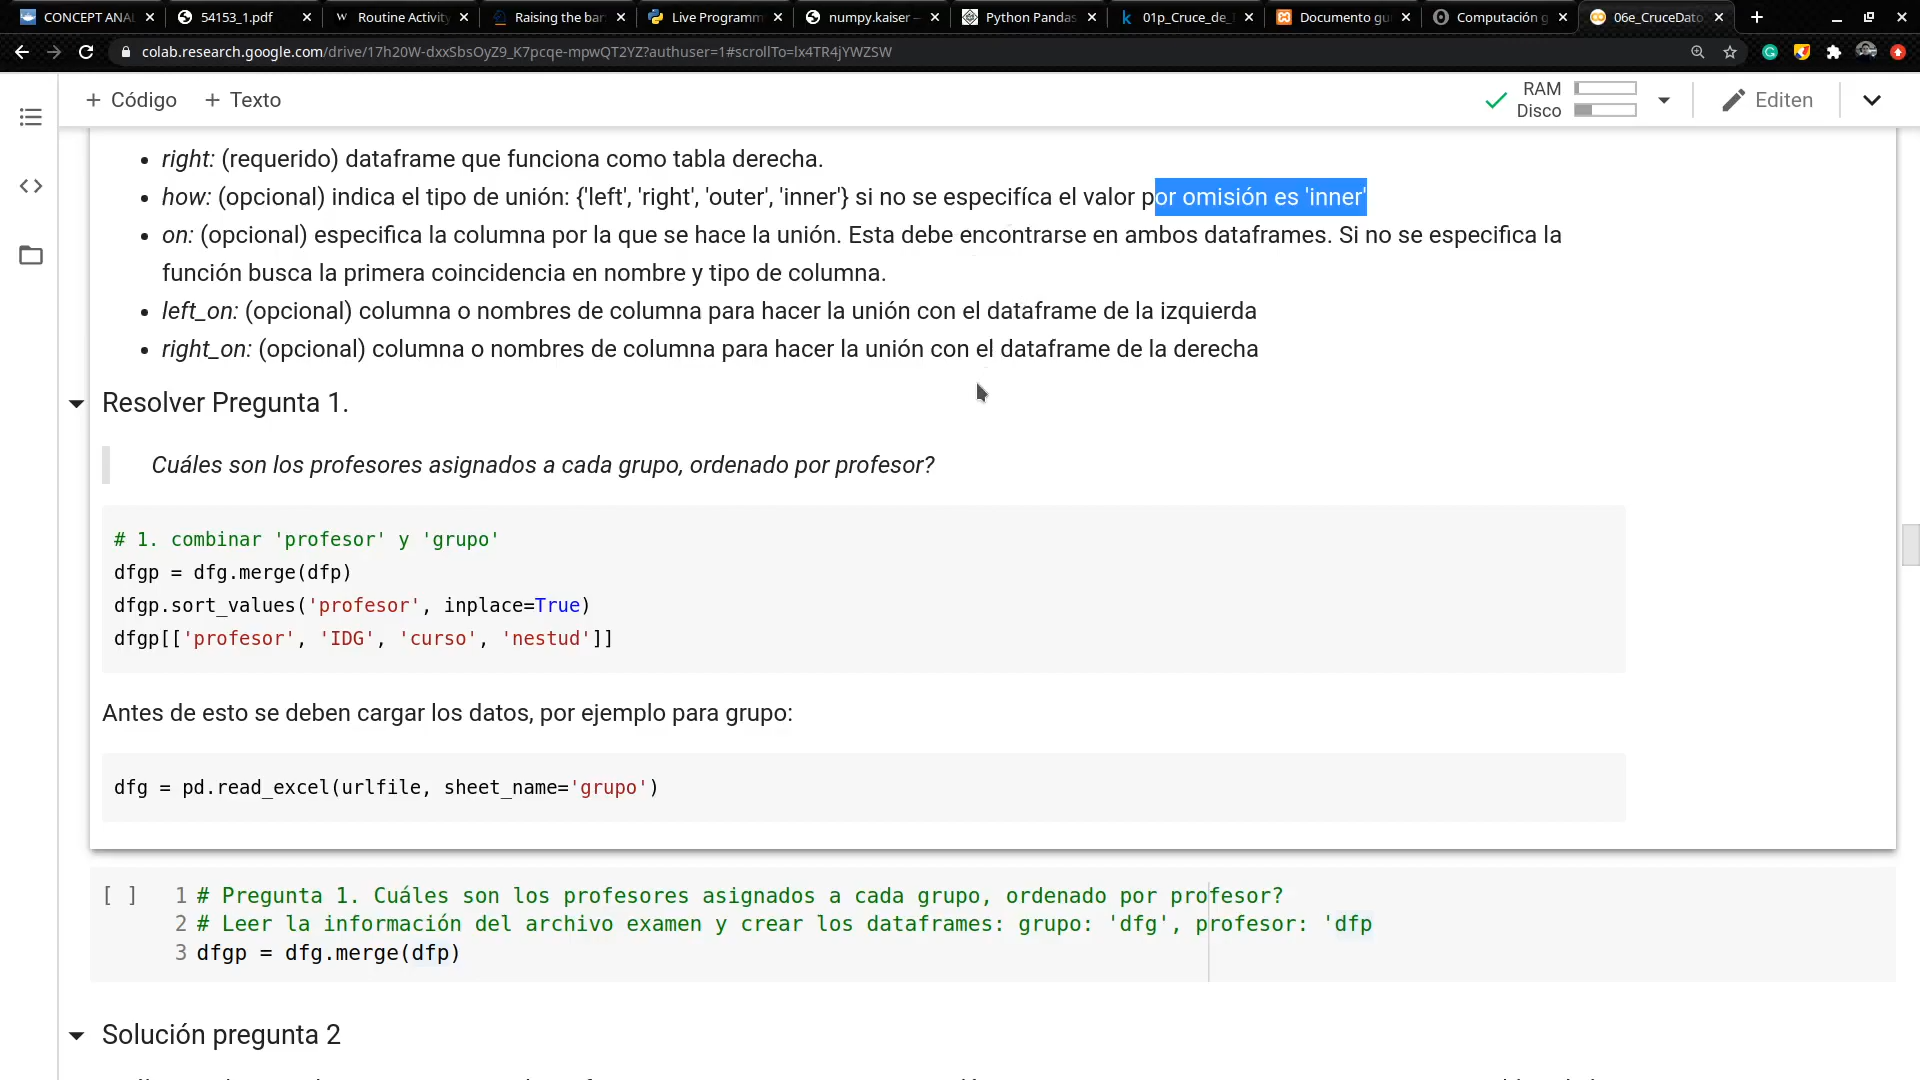 CONCEPT ANAL
54153_1.pdf
Routine Activity
Raising the bar
Live Programm
numpy.kaiser —
Python Pandas
01p_Cruce_de_
Documento gu
Computación g
06e_CruceDato
colab.research.google.com/drive/17h20W-dxxSbsOyZ9_K7pcqe-mpwQT2YZ?authuser=1#scrollTo=lx4TR4jYWZSW
+ Código + Texto
RAM
Disco
Editen
• right: (requerido) dataframe que funciona como tabla derecha.
• how: (opcional) indica el tipo de unión: {'left', 'right', 'outer', 'inner'} si no se especifíca el valor por omisión es 'inner'
• on: (opcional) especifica la columna por la que se hace la unión. Esta debe encontrarse en ambos dataframes. Si no se especifica la
función busca la primera coincidencia en nombre y tipo de columna.
• left_on: (opcional) columna o nombres de columna para hacer la unión con el dataframe de la izquierda
• right_on: (opcional) columna o nombres de columna para hacer la unión con el dataframe de la derecha
Resolver Pregunta 1.
Cuáles son los profesores asignados a cada grupo, ordenado por profesor?
# 1. combinar 'profesor' y 'grupo'
dfgp = dfg.merge(dfp)
dfgp.sort_values('profesor', inplace=True)
dfgp[['profesor', 'IDG', 'curso', 'nestud']]
Antes de esto se deben cargar los datos, por ejemplo para grupo:
dfg = pd.read_excel(urlfile, sheet_name='grupo')
[ ] 1 # Pregunta 1. Cuáles son los profesores asignados a cada grupo, ordenado por profesor?
2 # Leer la información del archivo examen y crear los dataframes: grupo: 'dfg', profesor: 'dfp
3 dfgp = dfg.merge(dfp)
Solución pregunta 2